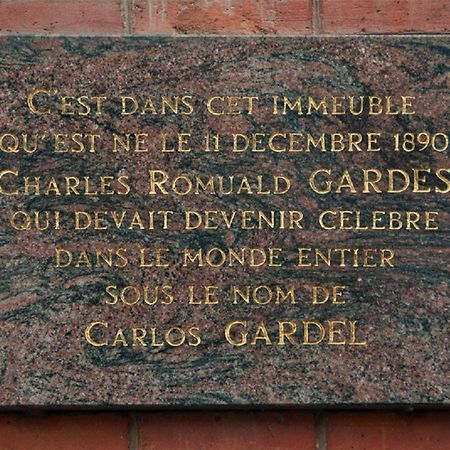 C'EST DANS CET IMMEUBLE
QU'EST NE LE 11 DECEMBRE 1890
CHARLES ROMUALD GARDES
QUI DEVAIT DEVENIR CELEBRE
DANS LE MONDE ENTIER
SOUS LE NOM DE
CARLOS GARDEL